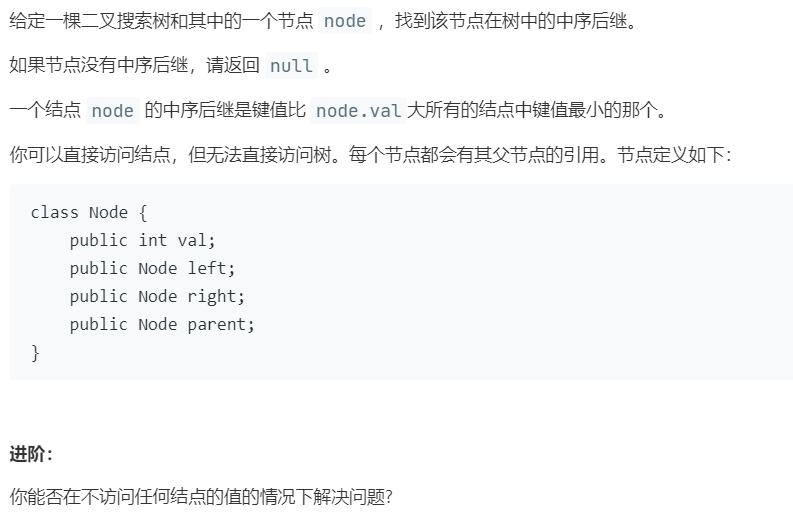 给定一棵二叉搜索树和其中的一个节点 node ，找到该节点在树中的中序后继。
如果节点没有中序后继，请返回 null 。
一个结点 node 的中序后继是键值比 node.val 大所有的结点中键值最小的那个。
你可以直接访问结点，但无法直接访问树。每个节点都会有其父节点的引用。节点定义如下：
class Node {
    public int val;
    public Node left;
    public Node right;
    public Node parent;
}
进阶：
你能否在不访问任何结点的值的情况下解决问题?